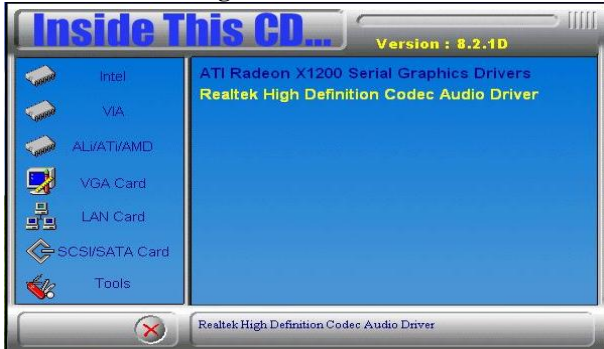 Inside This CD...
Version : 8.2.1D
Intel
VIA
ALi/ATi/AMD
VGA Card
LAN Card
SCSI/SATA Card
Tools
ATI Radeon X1200 Serial Graphics Drivers
Realtek High Definition Codec Audio Driver
Realtek High Definition Codec Audio Driver